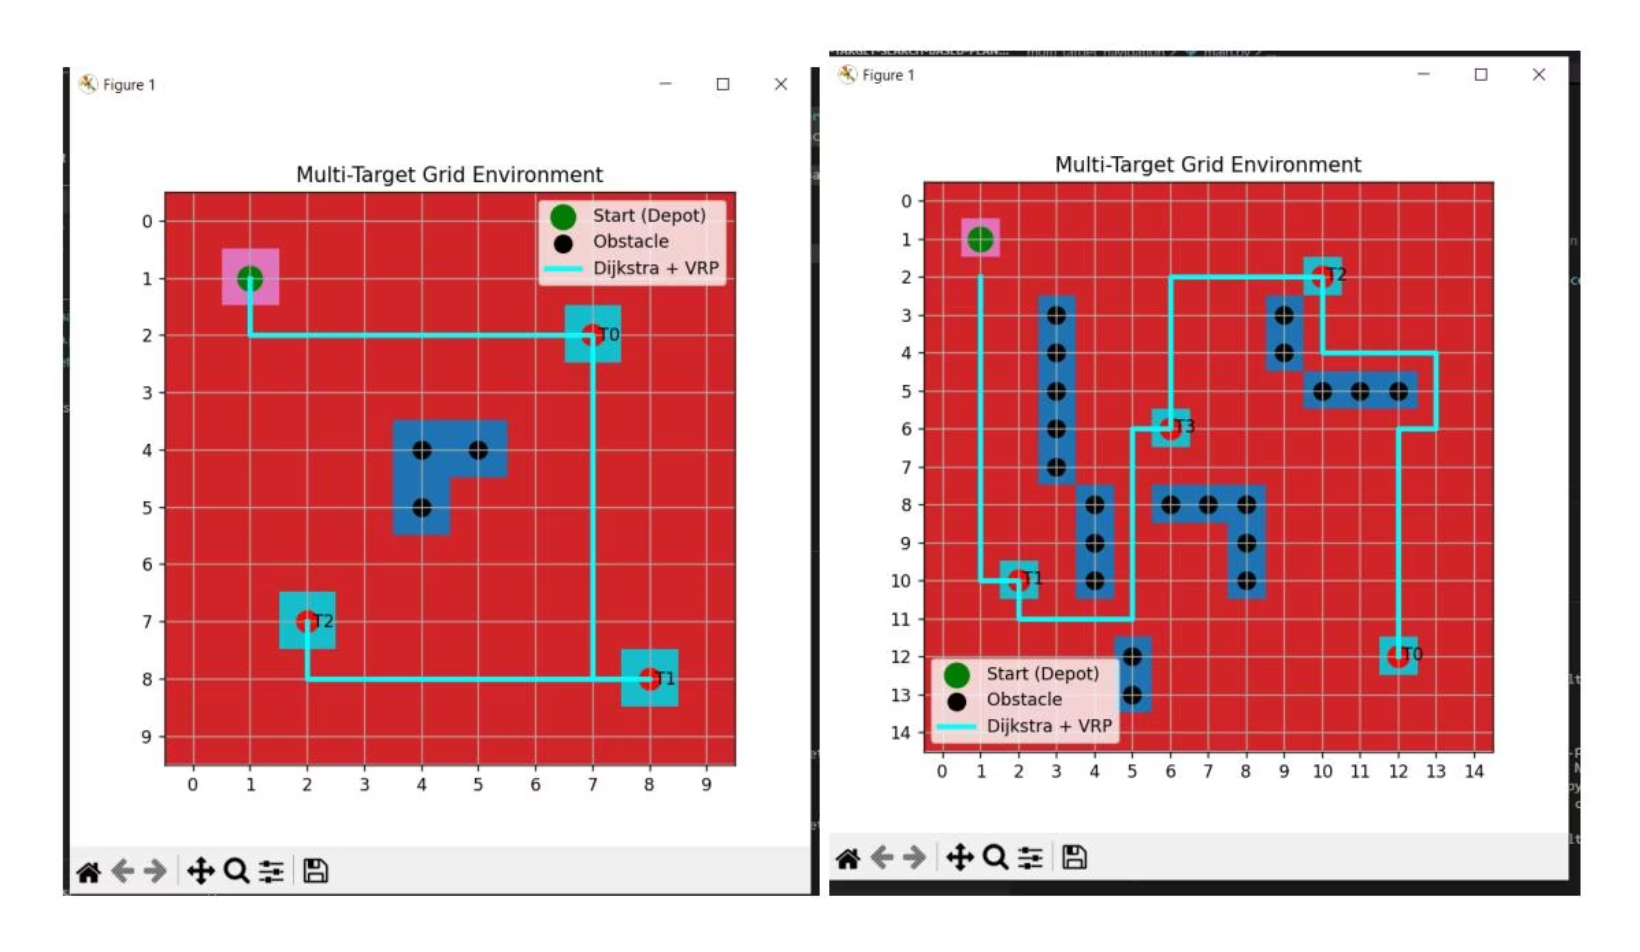 Figure 1
Multi-Target Grid Environment
Start (Depot)
Obstacle
Dijkstra + VRP
0
1
2
3
4
5
6
7
8
9
T0
T2
T1
0 1 2 3 4 5 6 7 8 9
Figure 1
Multi-Target Grid Environment
0
1
2
3
4
5
6
7
8
9
10
11
12
13
14
T2
T3
T1
T0
Start (Depot)
Obstacle
Dijkstra + VRP
0 1 2 3 4 5 6 7 8 9 10 11 12 13 14